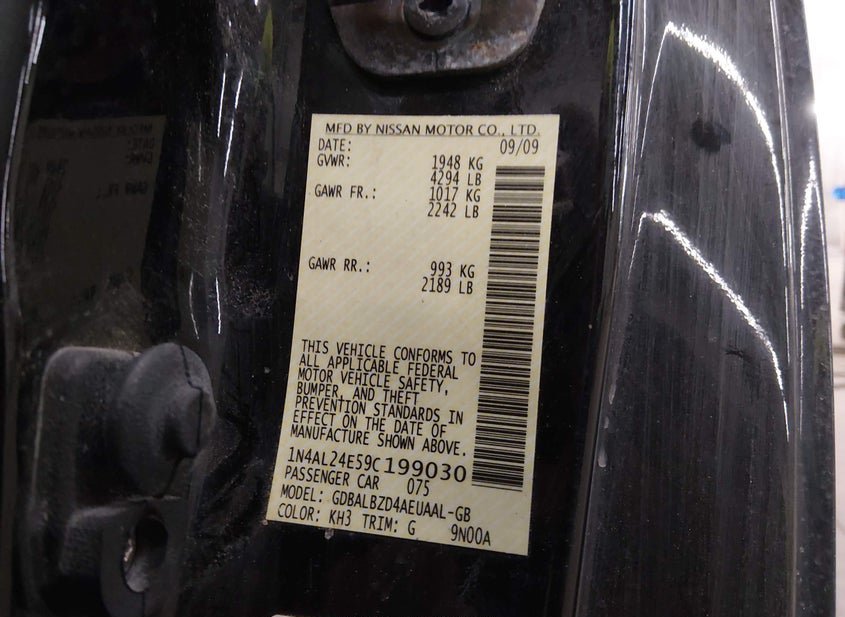 MFD BY NISSAN MOTOR CO., LTD.
DATE: 09/09
GVWR: 1948 KG
4294 LB
GAWR FR.: 1017 KG
2242 LB
GAWR RR.: 993 KG
2189 LB
THIS VEHICLE CONFORMS TO
ALL APPLICABLE FEDERAL
MOTOR VEHICLE SAFETY,
BUMPER, AND THEFT
PREVENTION STANDARDS IN
EFFECT ON THE DATE OF
MANUFACTURE SHOWN ABOVE.
1N4AL24E59C199030
PASSENGER CAR 075
MODEL: GDBALBZD4AEUAAL-GB
COLOR: KH3 TRIM: G 9N00A